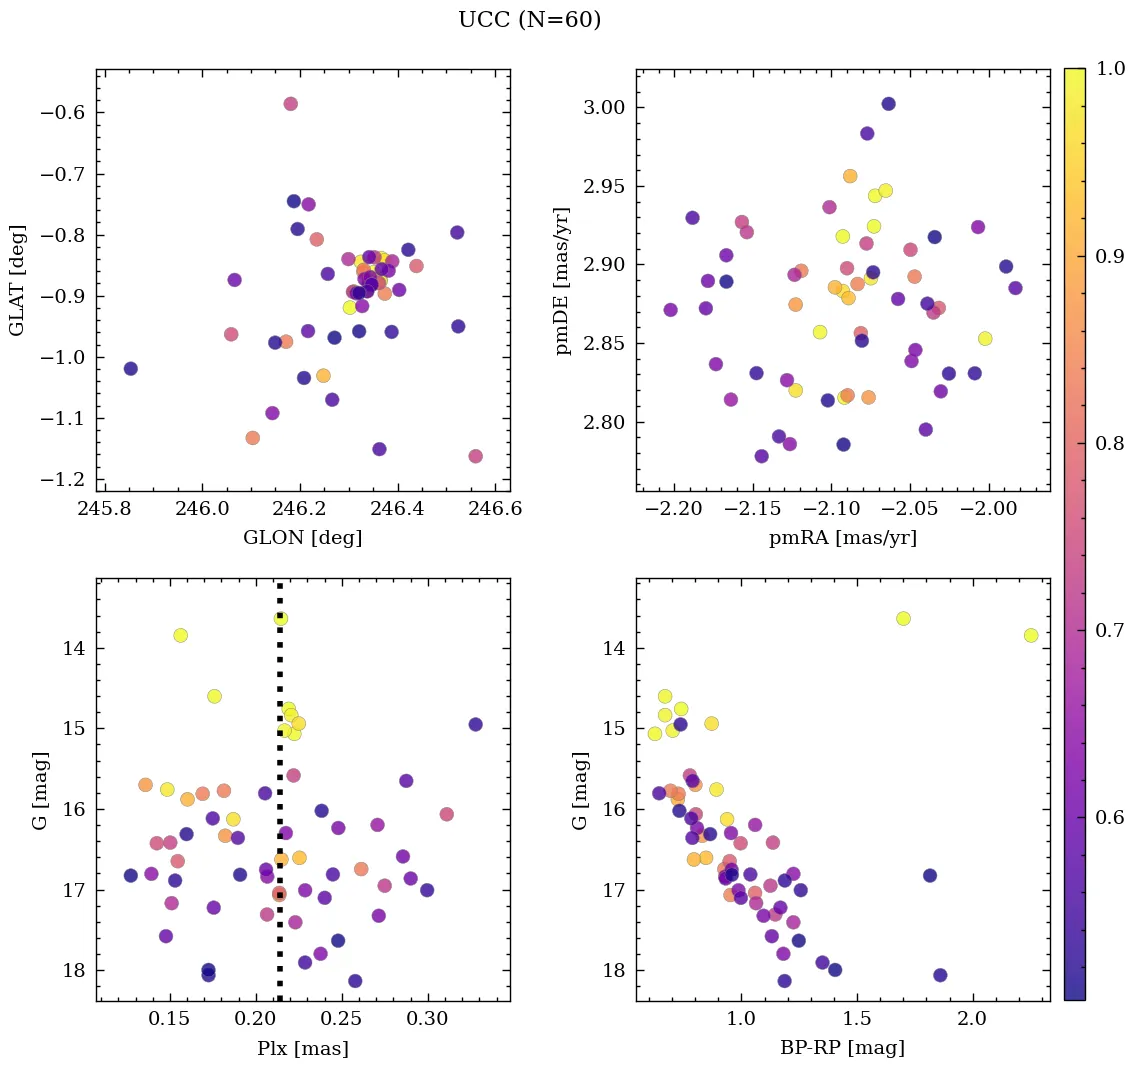 UCC (N=60)
−0.6
−0.7
−0.8
−0.9
−1.0
−1.1
−1.2
GLAT [deg]
245.8 246.0 246.2 246.4 246.6
GLON [deg]
3.00
2.95
2.90
2.85
2.80
pmDE [mas/yr]
−2.20 −2.15 −2.10 −2.05 −2.00
pmRA [mas/yr]
1.0
0.9
0.8
0.7
0.6
14
15
16
17
18
G [mag]
0.15 0.20 0.25 0.30
Plx [mas]
14
15
16
17
18
G [mag]
1.0 1.5 2.0
BP-RP [mag]